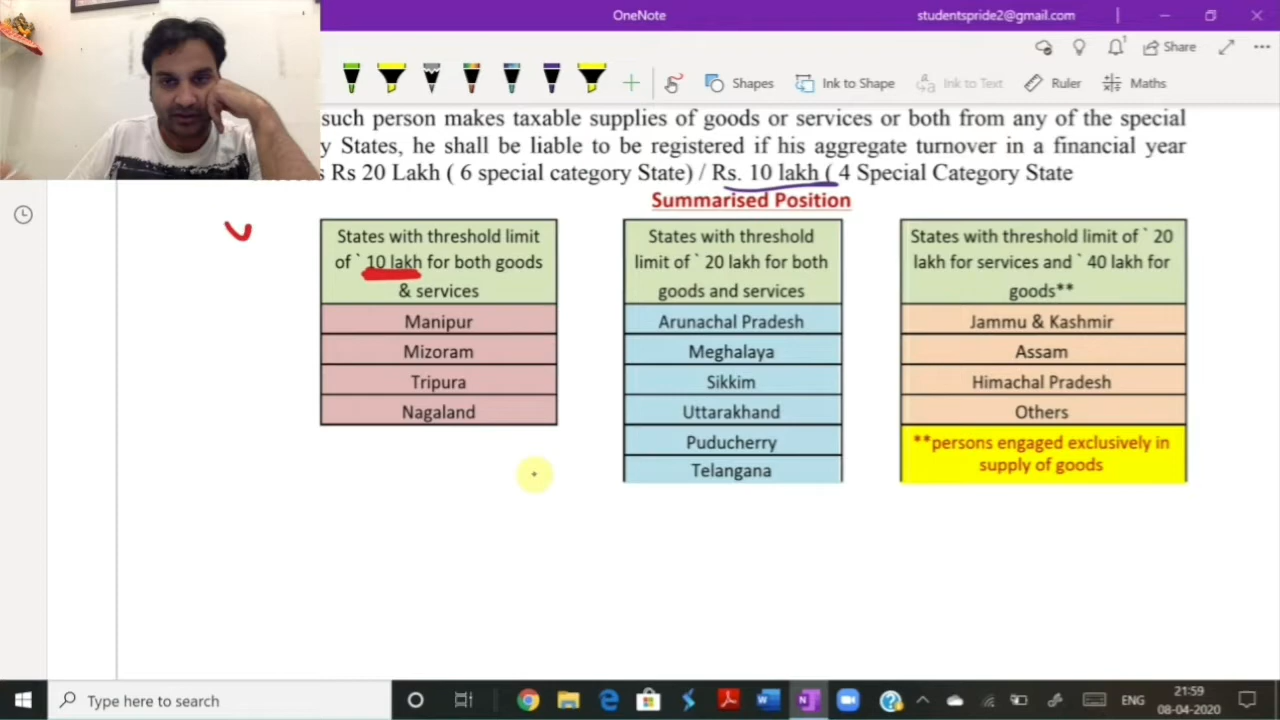 OneNote
studentspride2@gmail.com
Share
Shapes
Ink to Shape
Ink to Text
Ruler
Maths
such person makes taxable supplies of goods or services or both from any of the special
y States, he shall be liable to be registered if his aggregate turnover in a financial year
s Rs 20 Lakh ( 6 special category State) / Rs. 10 lakh ( 4 Special Category State
Summarised Position
States with threshold limit
of ` 10 lakh for both goods
& services
Manipur
Mizoram
Tripura
Nagaland
States with threshold
limit of ` 20 lakh for both
goods and services
Arunachal Pradesh
Meghalaya
Sikkim
Uttarakhand
Puducherry
Telangana
States with threshold limit of ` 20
lakh for services and ` 40 lakh for
goods**
Jammu & Kashmir
Assam
Himachal Pradesh
Others
**persons engaged exclusively in
supply of goods
Type here to search
ENG
21:59
08-04-2020